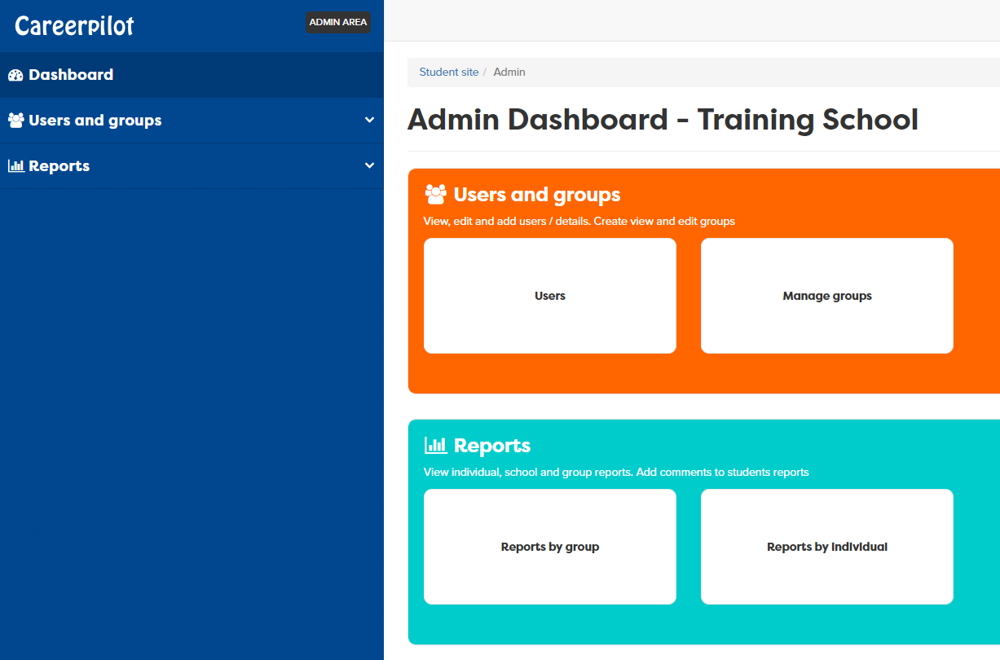 Careerpilot
ADMIN AREA
Dashboard
Users and groups
Reports
Student site / Admin
Admin Dashboard - Training School
Users and groups
View, edit and add users / details. Create view and edit groups
Users
Manage groups
Reports
View individual, school and group reports. Add comments to students reports
Reports by group
Reports by individual